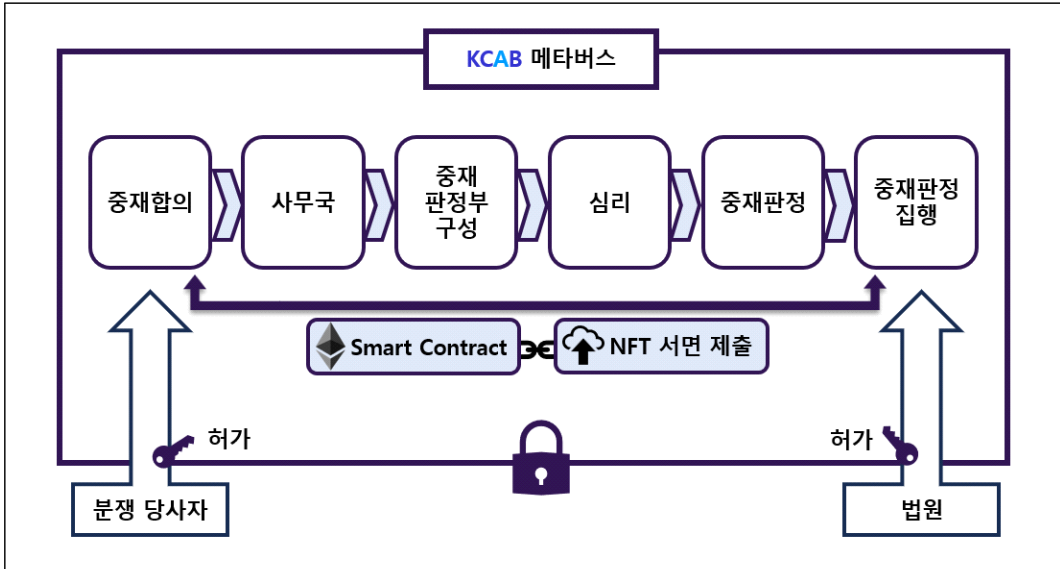 KCAB 메타버스
중재합의
사무국
중재
판정부
구성
심리
중재판정
중재판정
집행
Smart Contract
NFT 서면 제출
허가
허가
분쟁 당사자
법원